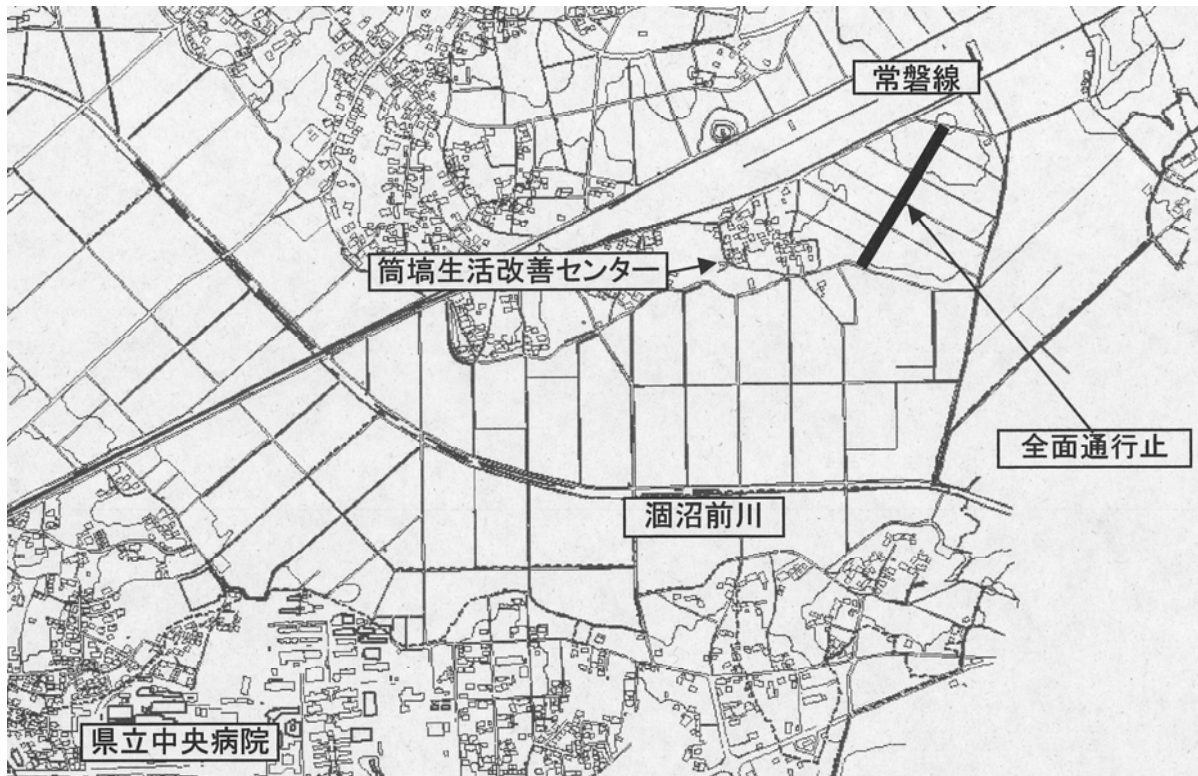 常磐線
筒塙生活改善センター
全面通行止
涸沼前川
県立中央病院